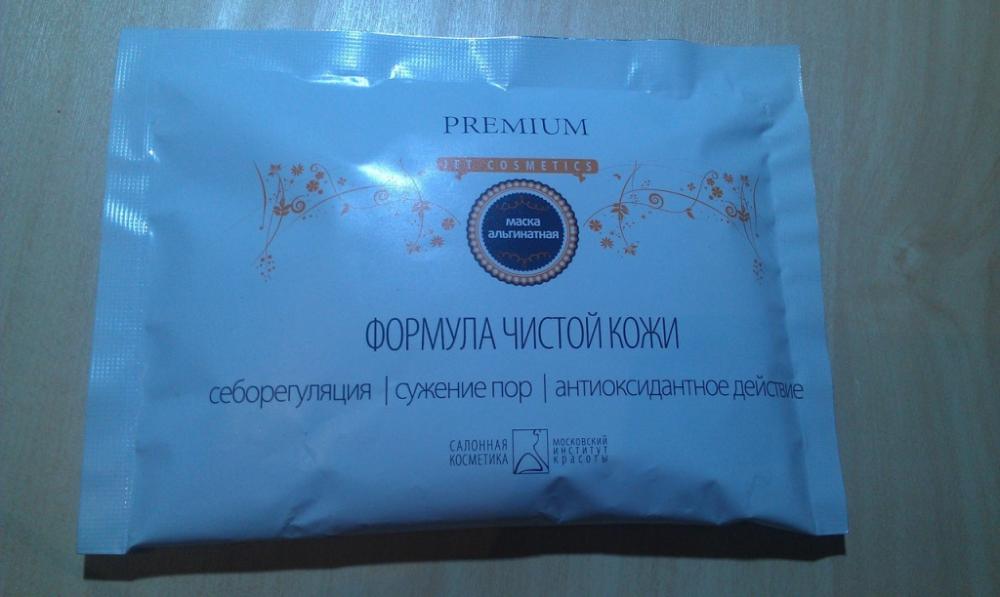 PREMIUM
JET COSMETICS
маска
альгинатная
ФОРМУЛА ЧИСТОЙ КОЖИ
себорегуляция | сужение пор | антиоксидантное действие
САЛОННАЯ
КОСМЕТИКА
МОСКОВСКИЙ
ИНСТИТУТ
красоты